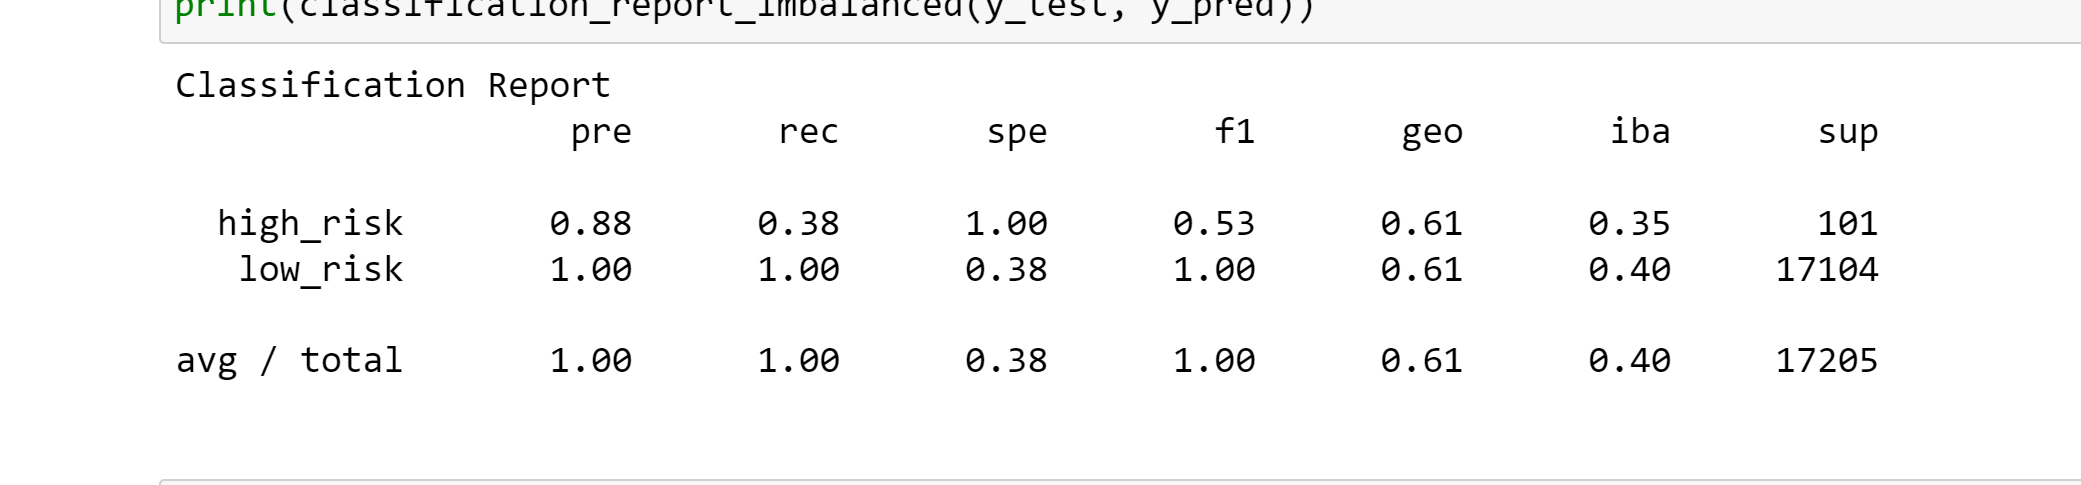 print(classification_report_imbalanced(y_test, y_pred))
Classification Report
pre rec spe f1 geo iba sup
high_risk 0.88 0.38 1.00 0.53 0.61 0.35 101
low_risk 1.00 1.00 0.38 1.00 0.61 0.40 17104
avg / total 1.00 1.00 0.38 1.00 0.61 0.40 17205